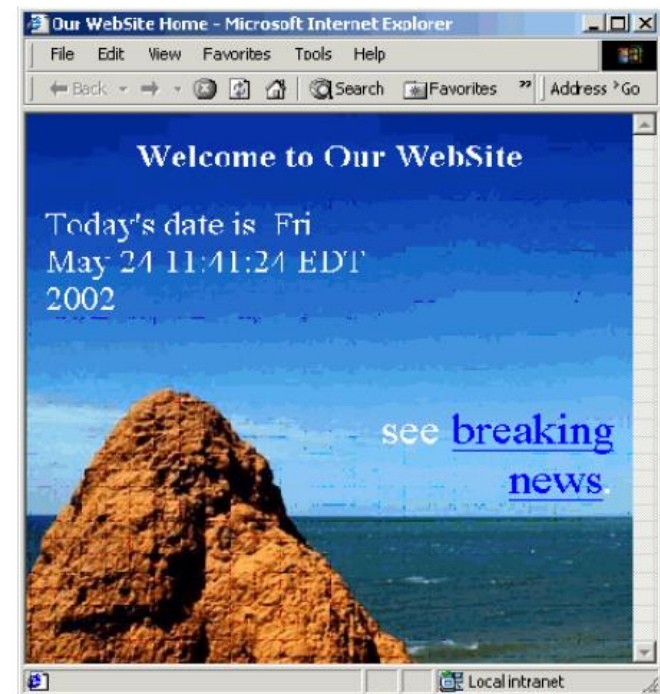 Our WebSite Home - Microsoft Internet Explorer
File Edit View Favorites Tools Help
Back Search Favorites » Address » Go
Welcome to Our WebSite
Today's date is Fri
May 24 11:41:24 EDT
2002
see breaking
news.
Local intranet